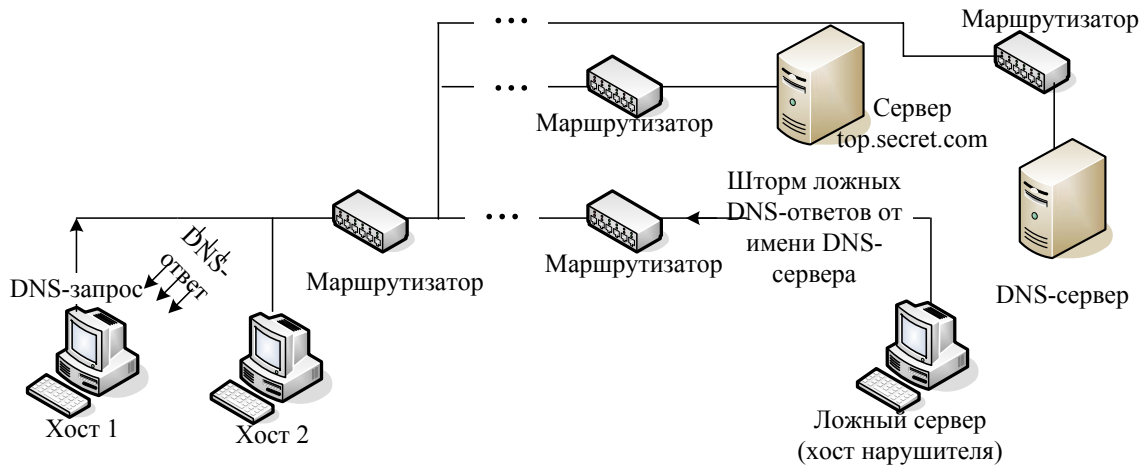 Маршрутизатор
Маршрутизатор
Сервер
top.secret.com
Шторм ложных
DNS-ответов от
имени DNS-
сервера
DNS-
ответ
DNS-запрос
Маршрутизатор
Маршрутизатор
DNS-сервер
Хост 1
Хост 2
Ложный сервер
(хост нарушителя)